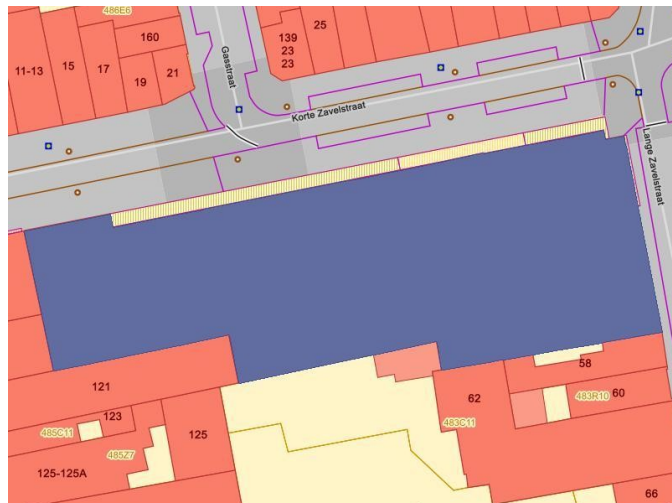 486E6
160
25
139
23
23
11-13
15
17
19
21
Gasstraat
Korte Zavelstraat
Lange Zavelstraat
121
58
62
60
483R10
483C11
123
485C11
125
485Z7
125-125A
66